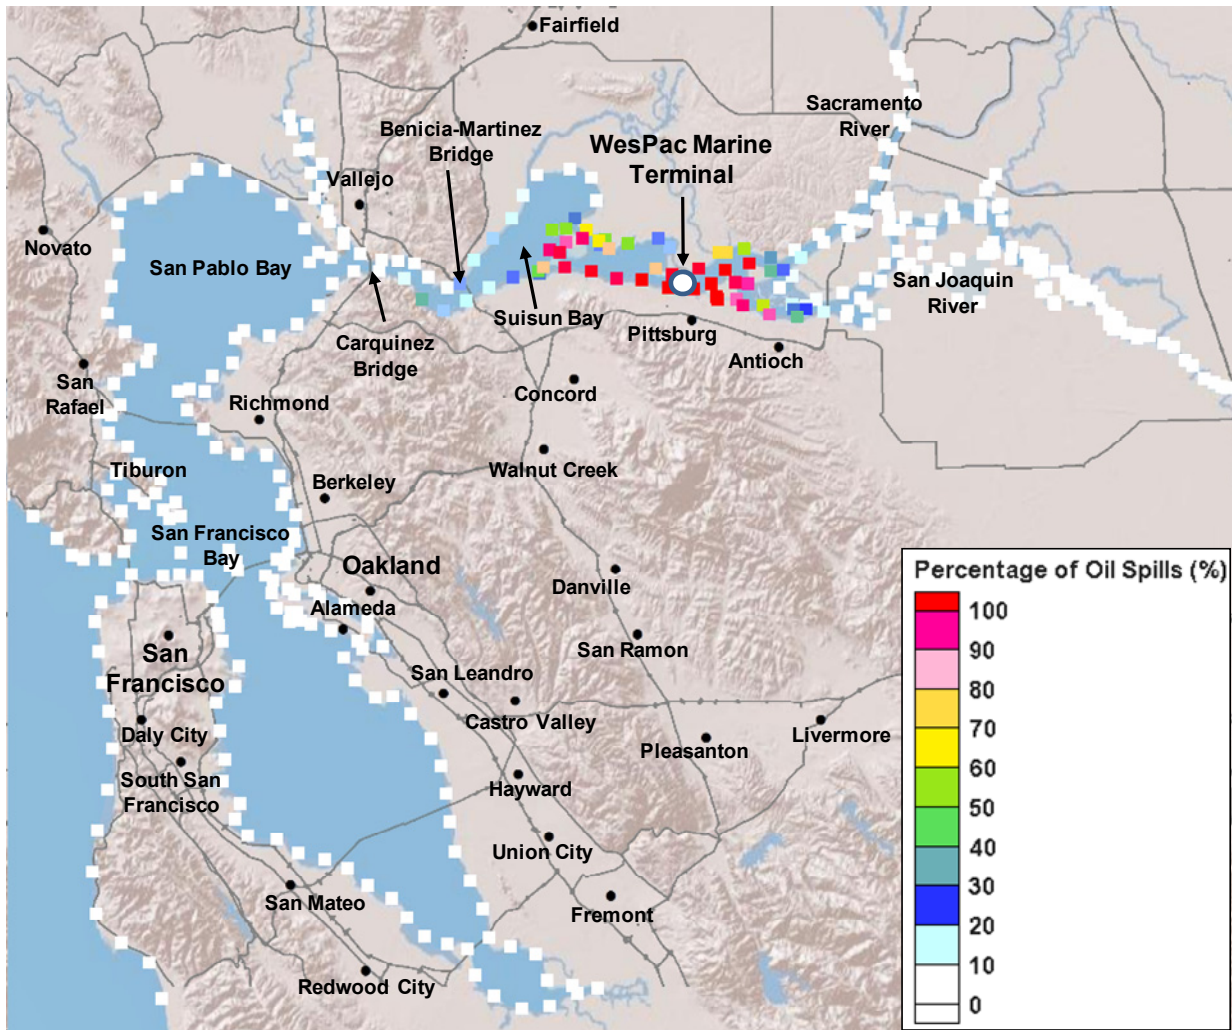 Fairfield
Sacramento
River
Benicia-Martinez
Bridge
WesPac Marine
Terminal
Vallejo
Novato
San Pablo Bay
San Joaquin
River
Suisun Bay
Pittsburg
Carquinez
Bridge
Antioch
San
Rafael
Concord
Richmond
Walnut Creek
Tiburon
Berkeley
San Francisco
Bay
Oakland
Danville
Alameda
San Ramon
San
Francisco
San Leandro
Castro Valley
Daly City
Livermore
Pleasanton
South San
Francisco
Hayward
Union City
San Mateo
Fremont
Redwood City
Percentage of Oil Spills (%)
100
90
80
70
60
50
40
30
20
10
0